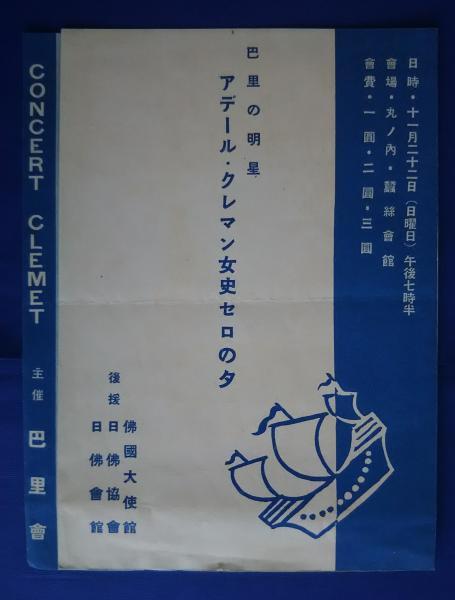 日時・十一月二十二日（日曜日）午後七時半
會場・丸ノ內・蠶絲會館
會費・一圓・二圓・三圓
巴里の明星
アデール・クレマン女史セロの夕
佛國大使館
後援 日佛協會
日佛會館
CONCERT CLEMET 主催 巴里會